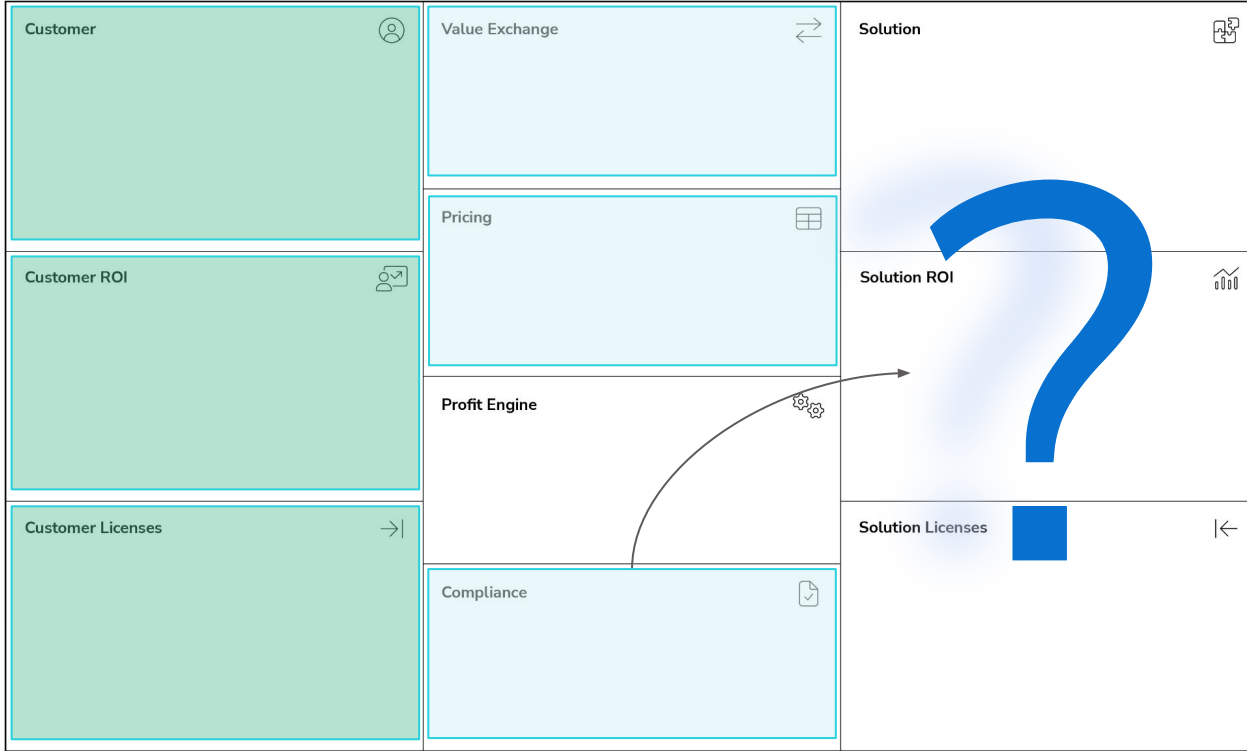 Customer
Customer ROI
Customer Licenses
Value Exchange
Pricing
Profit Engine
Compliance
Solution
Solution ROI
Solution Licenses
?